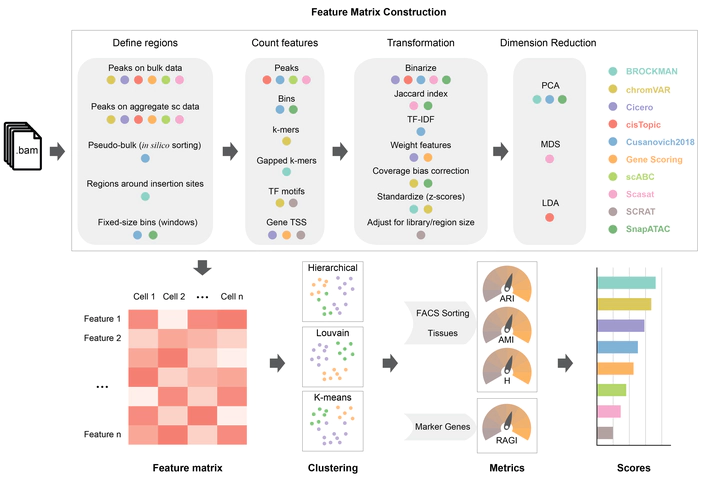 Feature Matrix Construction
Define regions
Count features
Transformation
Dimension Reduction
.bam
Peaks on bulk data
Peaks on aggregate sc data
Pseudo-bulk (in silico sorting)
Regions around insertion sites
Fixed-size bins (windows)
Peaks
Bins
k-mers
Gapped k-mers
TF motifs
Gene TSS
Binarize
Jaccard index
TF-IDF
Weight features
Coverage bias correction
Standardize (z-scores)
Adjust for library/region size
PCA
MDS
LDA
BROCKMAN
chromVAR
Cicero
cisTopic
Cusanovich2018
Gene Scoring
scABC
Scasat
SCRAT
SnapATAC
Cell 1 Cell 2 ••• Cell n
Feature 1
Feature 2
•••
Feature n
Feature matrix
Hierarchical
Louvain
K-means
Clustering
FACS Sorting
Tissues
Marker Genes
ARI
AMI
H
RAGI
Metrics
Scores